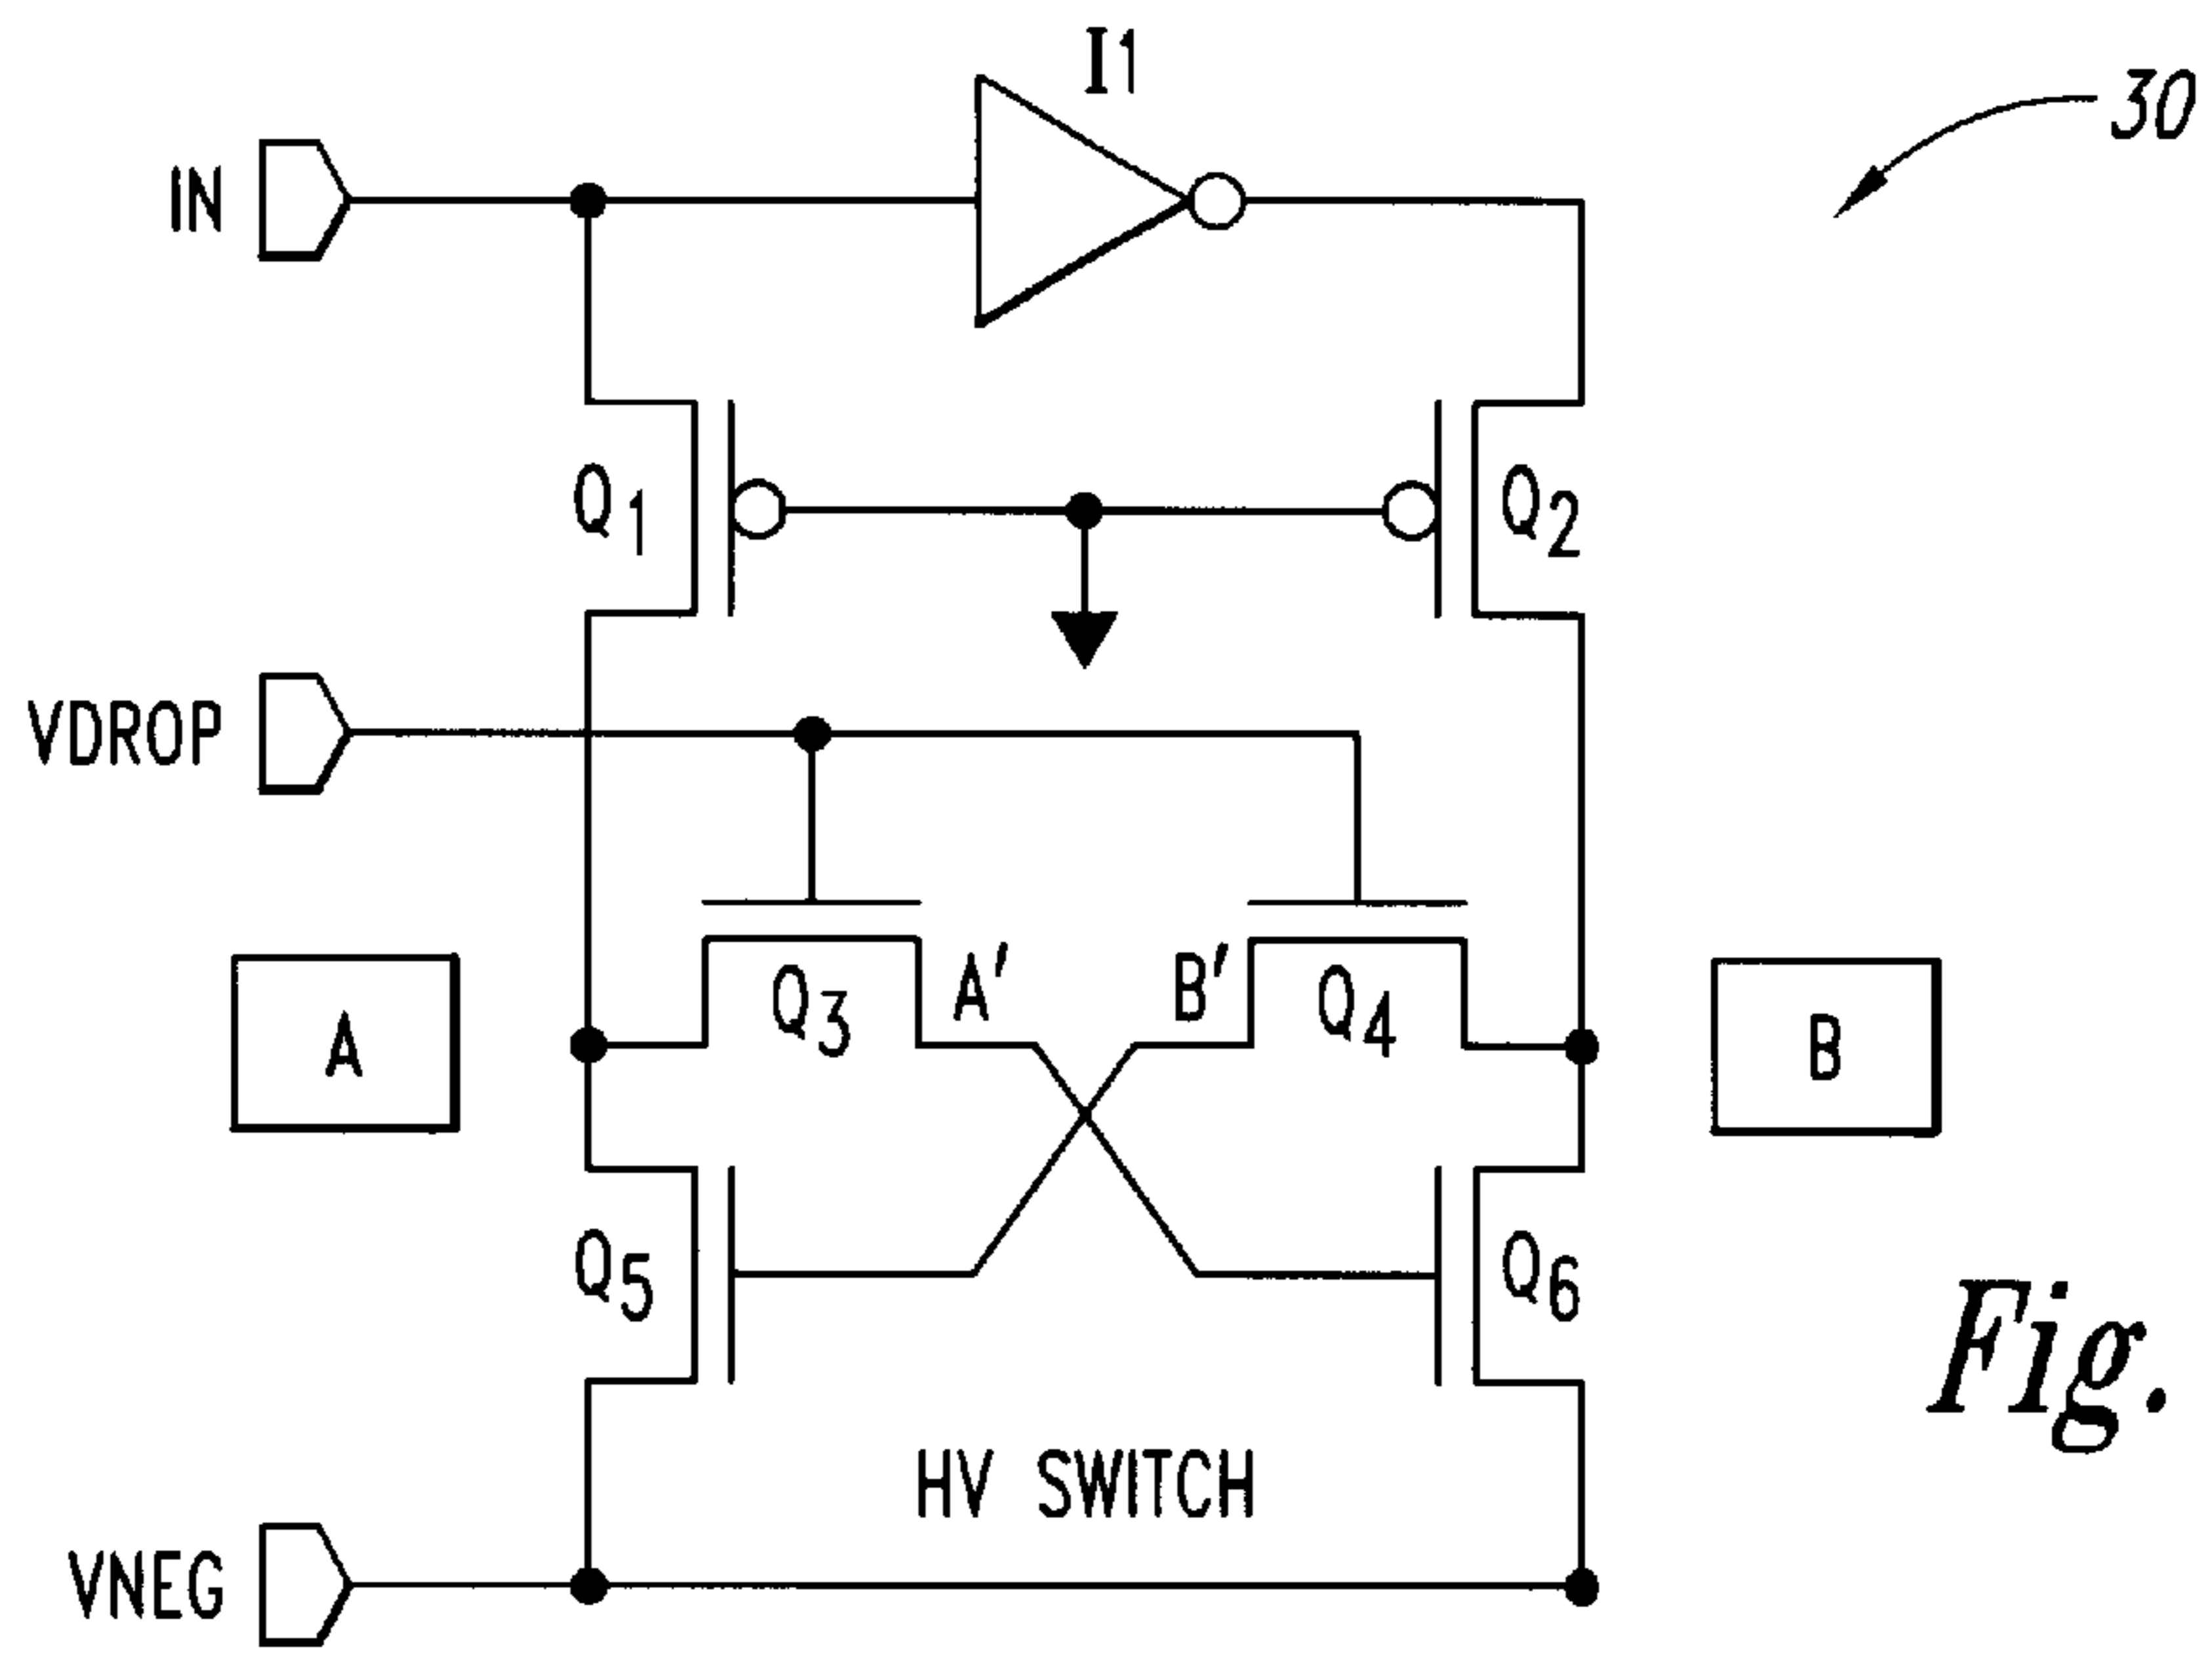 I1
30
IN
Q1
Q2
VDROP
A
Q3
A'
B'
Q4
B
Q5
Q6
Fig.
HV SWITCH
VNEG